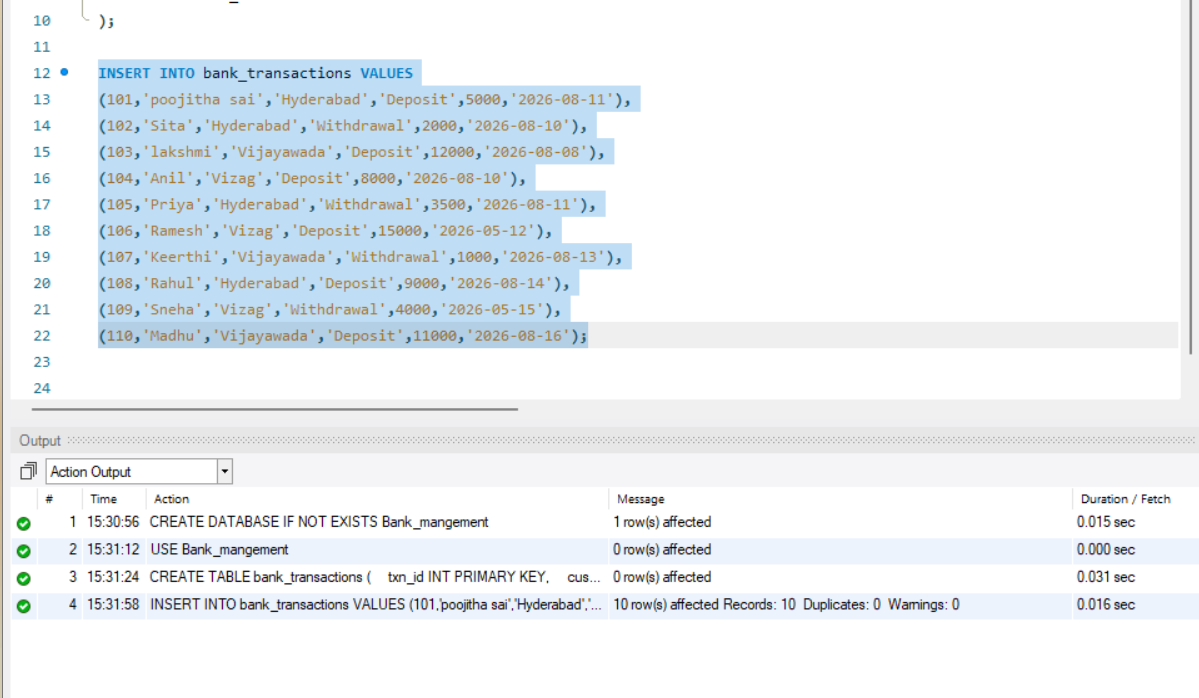 10 );
11
12 INSERT INTO bank_transactions VALUES
13 (101,'poojitha sai','Hyderabad','Deposit',5000,'2026-08-11'),
14 (102,'Sita','Hyderabad','Withdrawal',2000,'2026-08-10'),
15 (103,'lakshmi','Vijayawada','Deposit',12000,'2026-08-08'),
16 (104,'Anil','Vizag','Deposit',8000,'2026-08-10'),
17 (105,'Priya','Hyderabad','Withdrawal',3500,'2026-08-11'),
18 (106,'Ramesh','Vizag','Deposit',15000,'2026-05-12'),
19 (107,'Keerthi','Vijayawada','Withdrawal',1000,'2026-08-13'),
20 (108,'Rahul','Hyderabad','Deposit',9000,'2026-08-14'),
21 (109,'Sneha','Vizag','Withdrawal',4000,'2026-05-15'),
22 (110,'Madhu','Vijayawada','Deposit',11000,'2026-08-16');
23
24
Output
Action Output
# Time Action Message Duration / Fetch
1 15:30:56 CREATE DATABASE IF NOT EXISTS Bank_mangement 1 row(s) affected 0.015 sec
2 15:31:12 USE Bank_mangement 0 row(s) affected 0.000 sec
3 15:31:24 CREATE TABLE bank_transactions ( txn_id INT PRIMARY KEY, cus... 0 row(s) affected 0.031 sec
4 15:31:58 INSERT INTO bank_transactions VALUES (101,'poojitha sai','Hyderabad','... 10 row(s) affected Records: 10 Duplicates: 0 Warnings: 0 0.016 sec